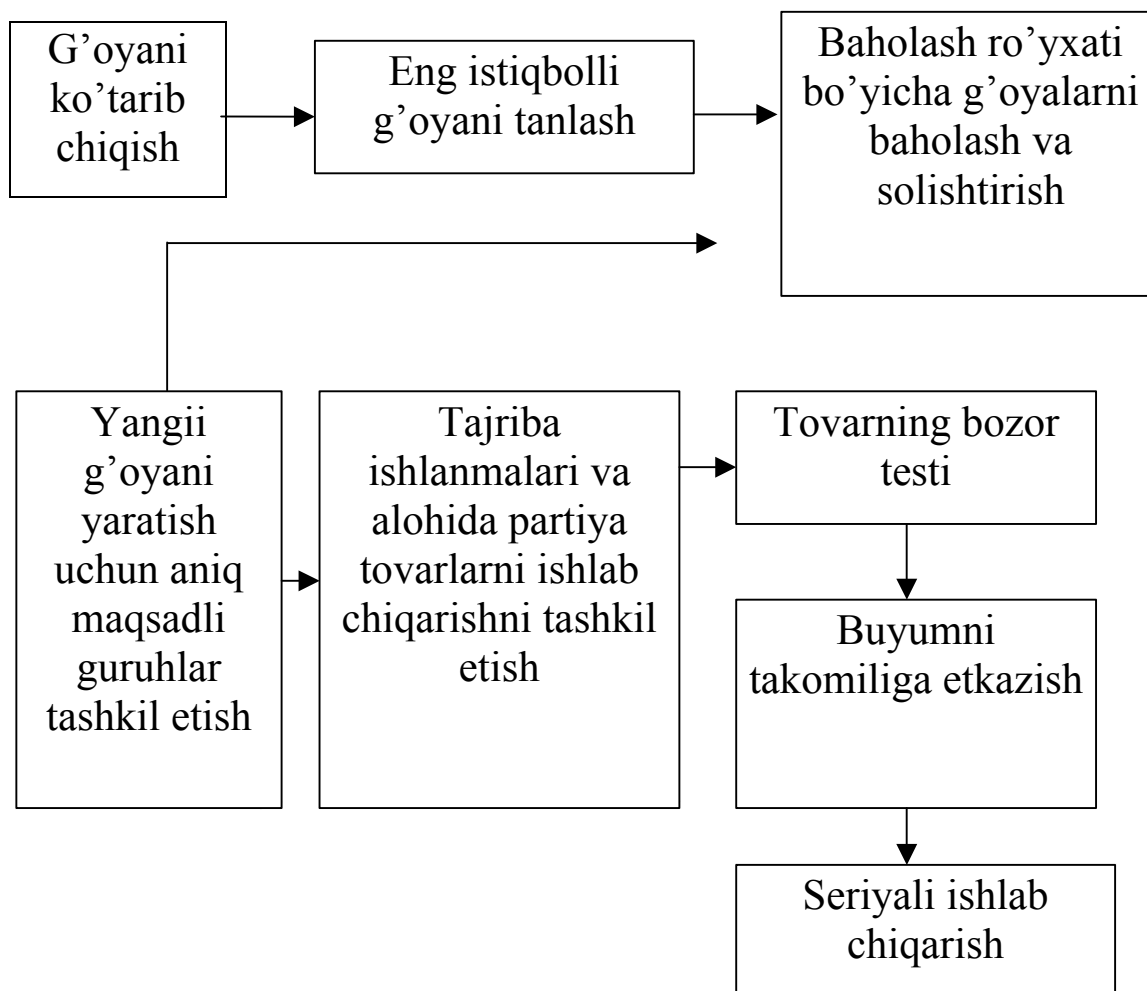 G’oyani
ko’tarib
chiqish
Eng istiqbolli
g’oyani tanlash
Baholash ro’yxati
bo’yicha g’oyalarni
baholash va
solishtirish
Yangii
g’oyani
yaratish
uchun aniq
maqsadli
guruhlar
tashkil etish
Tajriba
ishlanmalari va
alohida partiya
tovarlarni ishlab
chiqarishni tashkil
etish
Tovarning bozor
testi
Buyumni
takomiliga etkazish
Seriyali ishlab
chiqarish